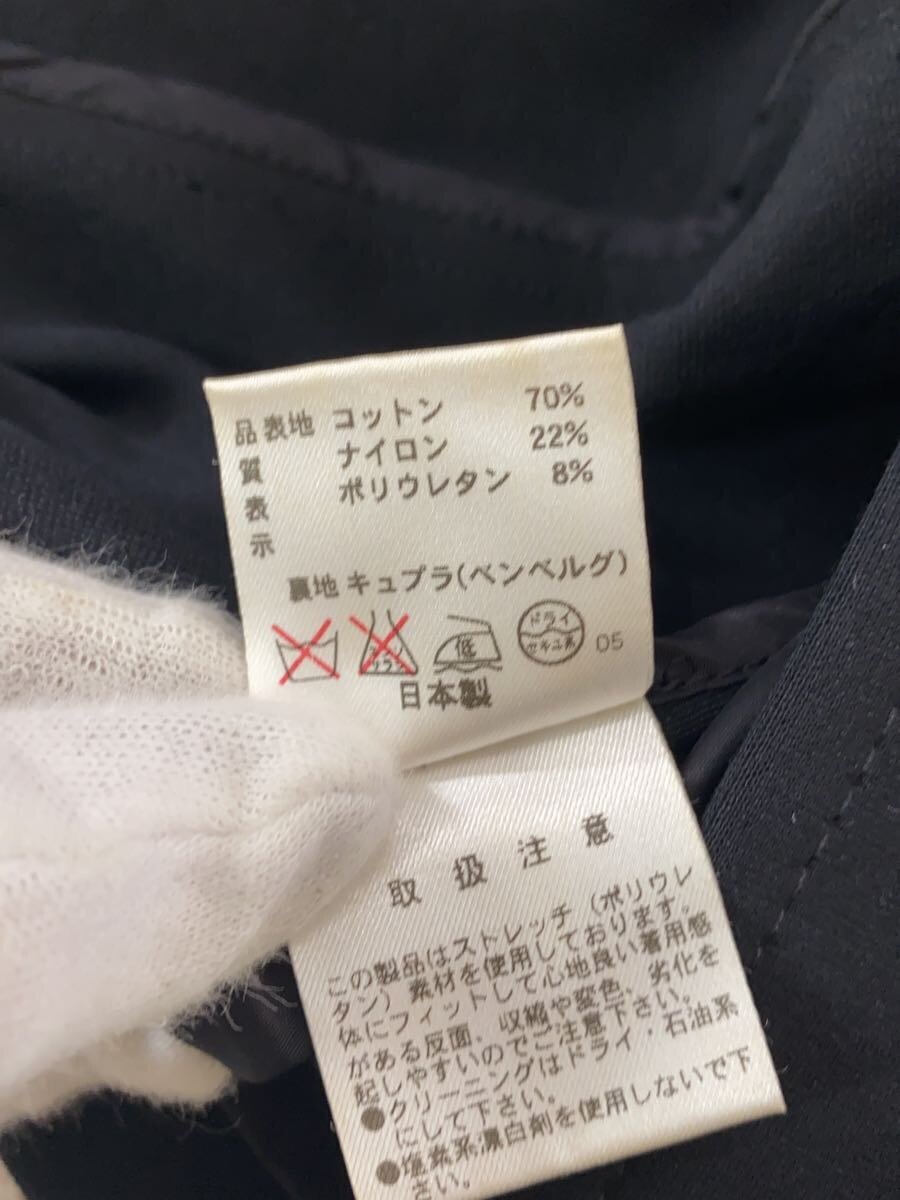 品表地 コットン 70%
質 ナイロン 22%
表 ポリウレタン 8%
示
裏地 キュプラ(ベンベルグ)
エンソ
サラシ
低
ドライ
セキユ系
05
日本製
取扱注意
この製品はストレッチ(ポリウレ
タン)素材を使用しております。
体にフィットして心地良い着用感
がある反面、収縮や変色、劣化を
起しやすいのでご注意下さい。
●クリーニングはドライ・石油系
にして下さい。
●塩素系漂白剤を使用しないで下
さい。